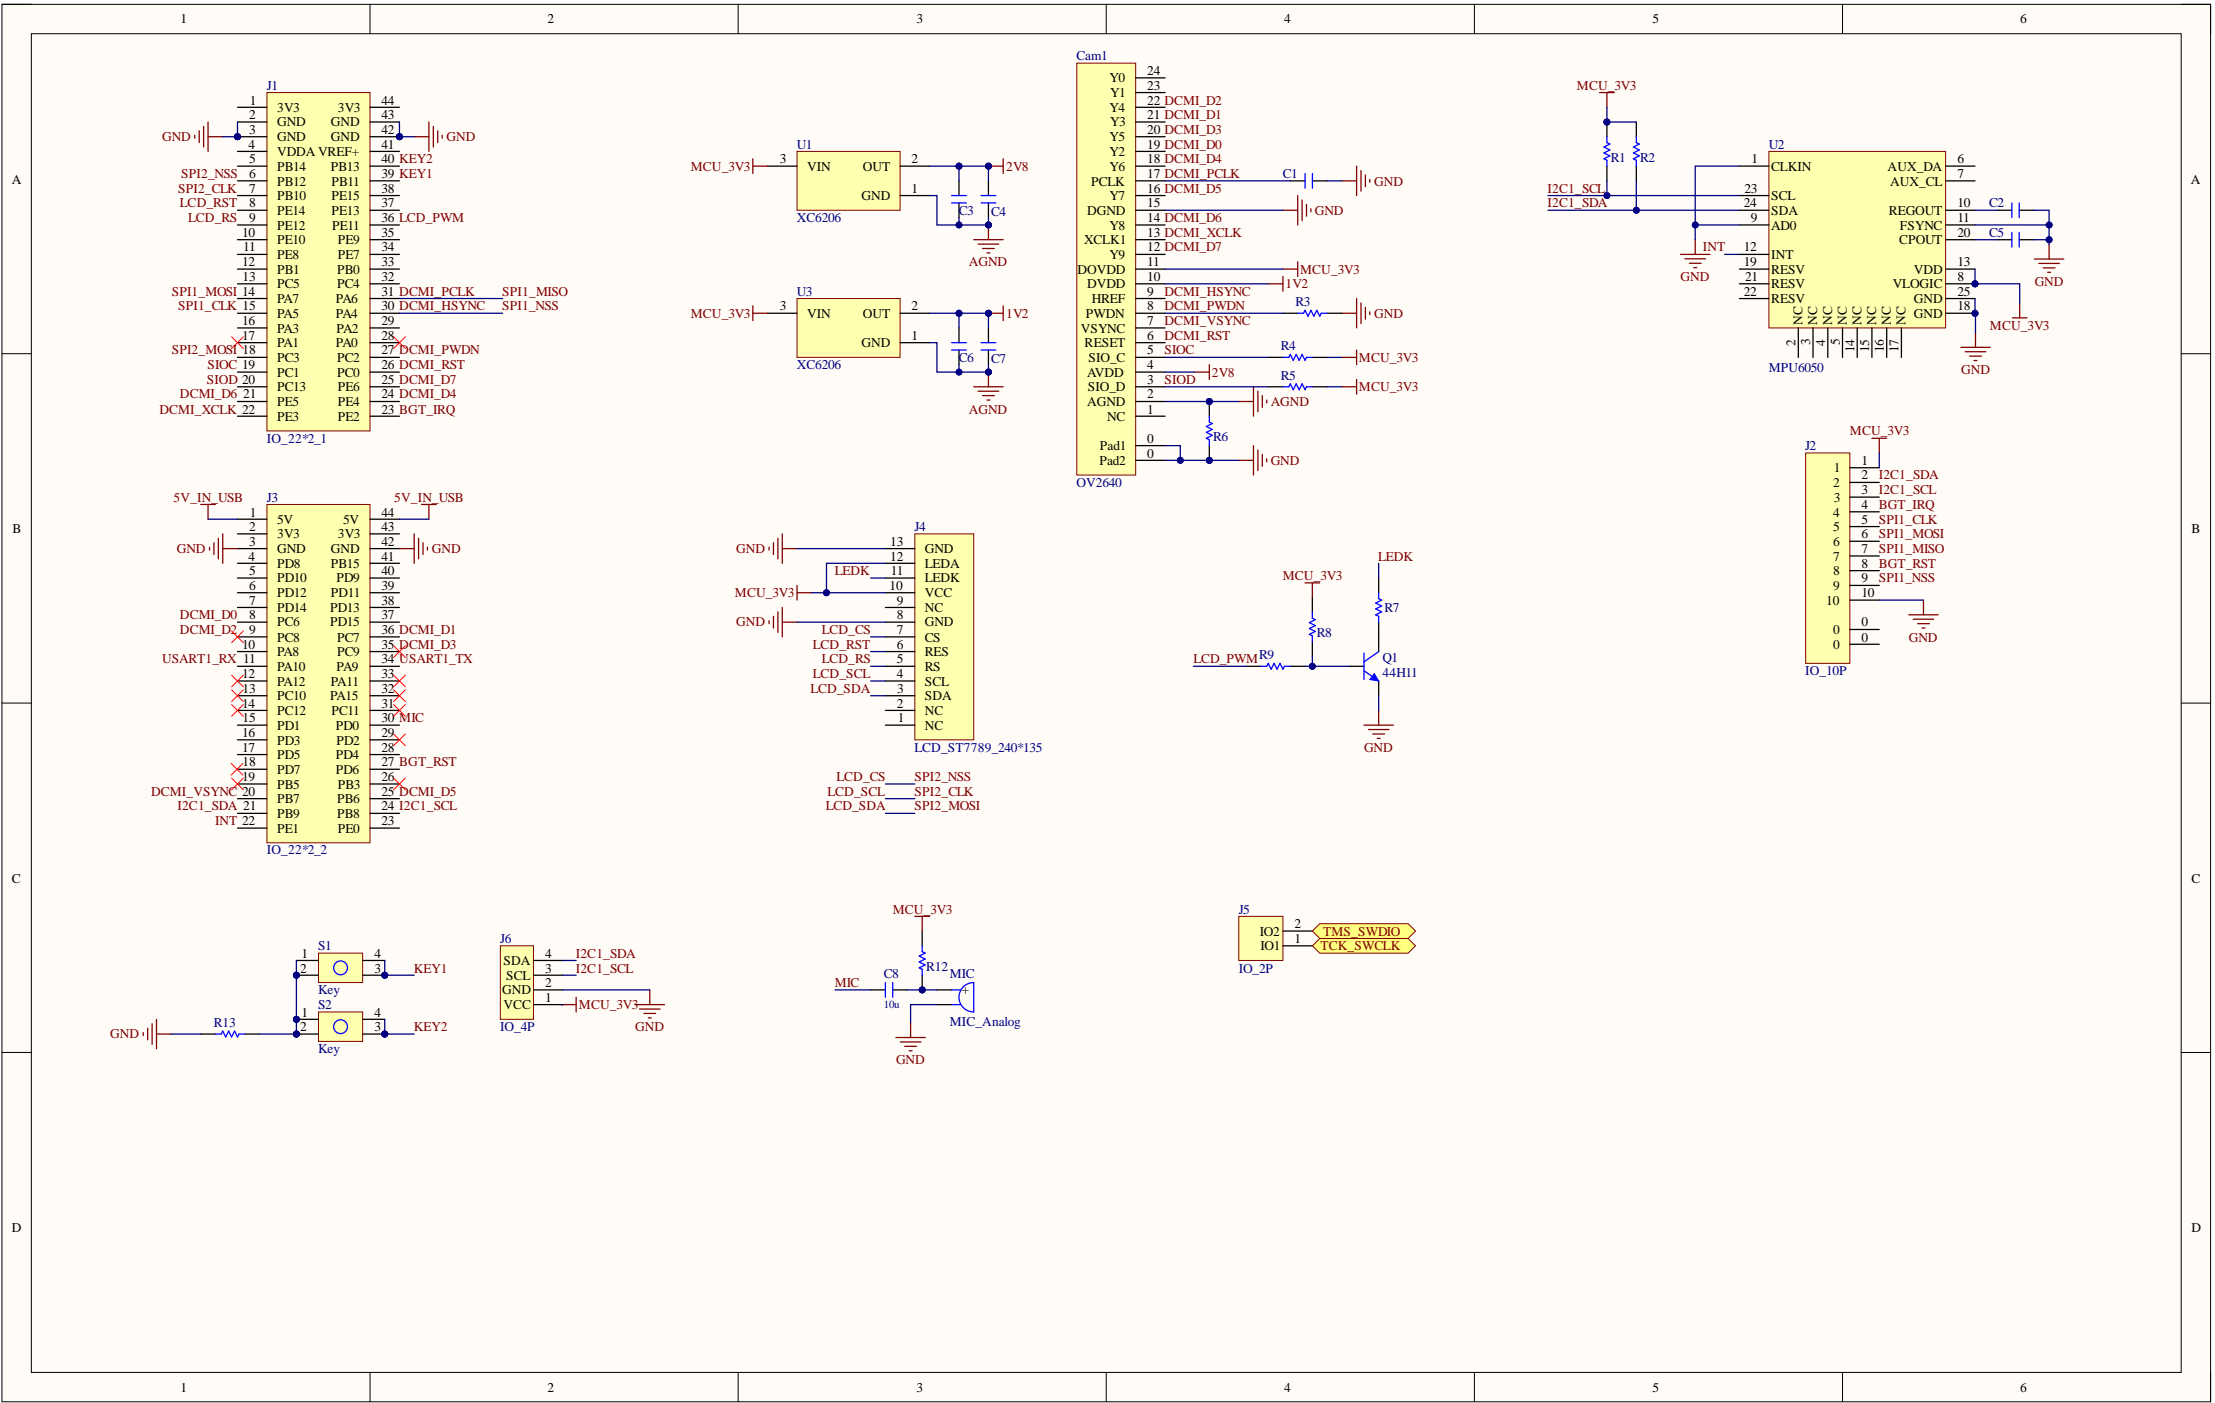 1 2 3 4 5 6
A A
B B
C C
D D
J1
1 3V3 3V3 44
2 GND GND 43
GND 3 GND GND 42 GND
4 VDDA VREF+ 41
5 PB14 PB13 40 KEY2
SPI2_NSS 6 PB12 PB11 39 KEY1
SPI2_CLK 7 PB10 PE15 38
LCD_RST 8 PE14 PE13 37
LCD_RS 9 PE12 PE11 36 LCD_PWM
10 PE10 PE9 35
11 PE8 PE7 34
12 PB1 PB0 33
13 PC5 PC4 32
SPI1_MOSI 14 PA7 PA6 31 DCMI_PCLK SPI1_MISO
SPI1_CLK 15 PA5 PA4 30 DCMI_HSYNC SPI1_NSS
16 PA3 PA2 29
17 PA1 PA0 28
SPI2_MOSI 18 PC3 PC2 27 DCMI_PWDN
SIOC 19 PC1 PC0 26 DCMI_RST
SIOD 20 PC13 PE6 25 DCMI_D7
DCMI_D6 21 PE5 PE4 24 DCMI_D4
DCMI_XCLK 22 PE3 PE2 23 BGT_IRQ
IO_22*2_1
5V_IN_USB J3 5V_IN_USB
1 5V 5V 44
2 3V3 3V3 43
GND 3 GND GND 42 GND
4 PD8 PB15 41
5 PD10 PD9 40
6 PD12 PD11 39
7 PD14 PD13 38
DCMI_D0 8 PC6 PD15 37
DCMI_D2 9 PC8 PC7 36 DCMI_D1
10 PA8 PC9 35 DCMI_D3
USART1_RX 11 PA10 PA9 34 USART1_TX
12 PA12 PA11 33
13 PC10 PA15 32
14 PC12 PC11 31
15 PD1 PD0 30 MIC
16 PD3 PD2 29
17 PD5 PD4 28
18 PD7 PD6 27 BGT_RST
19 PB5 PB3 26
DCMI_VSYNC 20 PB7 PB6 25 DCMI_D5
I2C1_SDA 21 PB9 PB8 24 I2C1_SCL
INT 22 PE1 PE0 23
IO_22*2_2
U1
MCU_3V3 3 VIN OUT 2 2V8
GND 1
C3 C4
XC6206
AGND
U3
MCU_3V3 3 VIN OUT 2 1V2
GND 1
C6 C7
XC6206
AGND
Cam1
Y0 24
Y1 23
Y4 22 DCMI_D2
Y3 21 DCMI_D1
Y5 20 DCMI_D3
Y2 19 DCMI_D0
Y6 18 DCMI_D4
PCLK 17 DCMI_PCLK C1 GND
Y7 16 DCMI_D5
DGND 15 GND
Y8 14 DCMI_D6
XCLK1 13 DCMI_XCLK
Y9 12 DCMI_D7
DOVDD 11 MCU_3V3
DVDD 10 1V2
HREF 9 DCMI_HSYNC
PWDN 8 DCMI_PWDN R3 GND
VSYNC 7 DCMI_VSYNC
RESET 6 DCMI_RST
SIO_C 5 SIOC R4 MCU_3V3
AVDD 4 2V8
SIO_D 3 SIOD R5 MCU_3V3
AGND 2 AGND
NC 1
R6
Pad1 0
Pad2 0 GND
OV2640
MCU_3V3
R1 R2
U2
1 CLKIN AUX_DA 6
AUX_CL 7
I2C1_SCL 23 SCL
I2C1_SDA 24 SDA REGOUT 10 C2
9 AD0 FSYNC 11
CPOUT 20 C5
INT 12 INT
19 RESV VDD 13
21 RESV VLOGIC 8
22 RESV GND 25
GND 18
NC NC NC NC NC NC NC NC
2 3 4 5 14 15 16 17
GND GND
MCU_3V3
GND
MPU6050
MCU_3V3
J2
1 1
2 2 I2C1_SDA
3 3 I2C1_SCL
4 4 BGT_IRQ
5 5 SPI1_CLK
6 6 SPI1_MOSI
7 7 SPI1_MISO
8 8 BGT_RST
9 9 SPI1_NSS
10 10
GND
0 0
0 0
IO_10P
J4
GND 13 GND
12 LEDA
LEDK 11 LEDK
MCU_3V3 10 VCC
9 NC
GND 8 GND
LCD_CS 7 CS
LCD_RST 6 RES
LCD_RS 5 RS
LCD_SCL 4 SCL
LCD_SDA 3 SDA
2 NC
1 NC
LCD_ST7789_240*135
LCD_CS SPI2_NSS
LCD_SCL SPI2_CLK
LCD_SDA SPI2_MOSI
LEDK
MCU_3V3
R7
R8
LCD_PWM R9 Q1
44H11
GND
S1
1 4
2 3 KEY1
Key
S2
1 4
GND R13 2 3 KEY2
Key
J6
SDA 4 I2C1_SDA
SCL 3 I2C1_SCL
GND 2
VCC 1 MCU_3V3
IO_4P GND
MCU_3V3
R12
MIC C8 MIC
+
10u
MIC_Analog
GND
J5
IO2 2 TMS_SWDIO
IO1 1 TCK_SWCLK
IO_2P
1 2 3 4 5 6